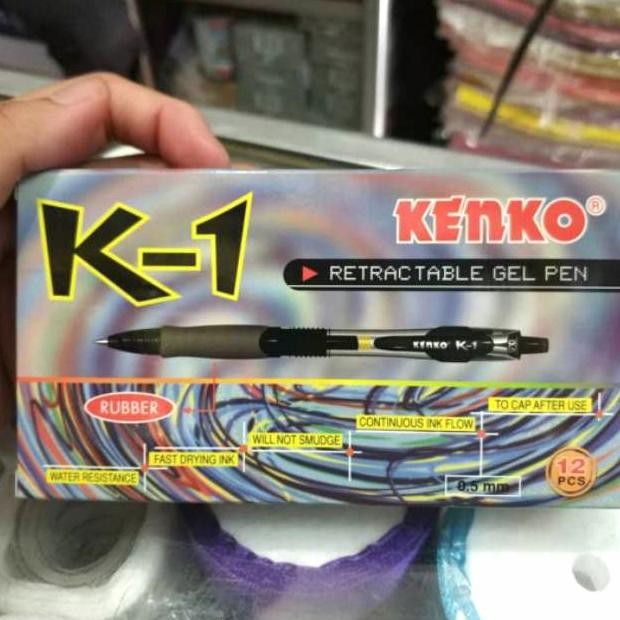 K-1
KENKO®
RETRACTABLE GEL PEN
KENKO K-1
RUBBER
TO CAP AFTER USE
CONTINUOUS INK FLOW
WILL NOT SMUDGE
FAST DRYING INK
WATER RESISTANCE
0.5 mm
12
PCS